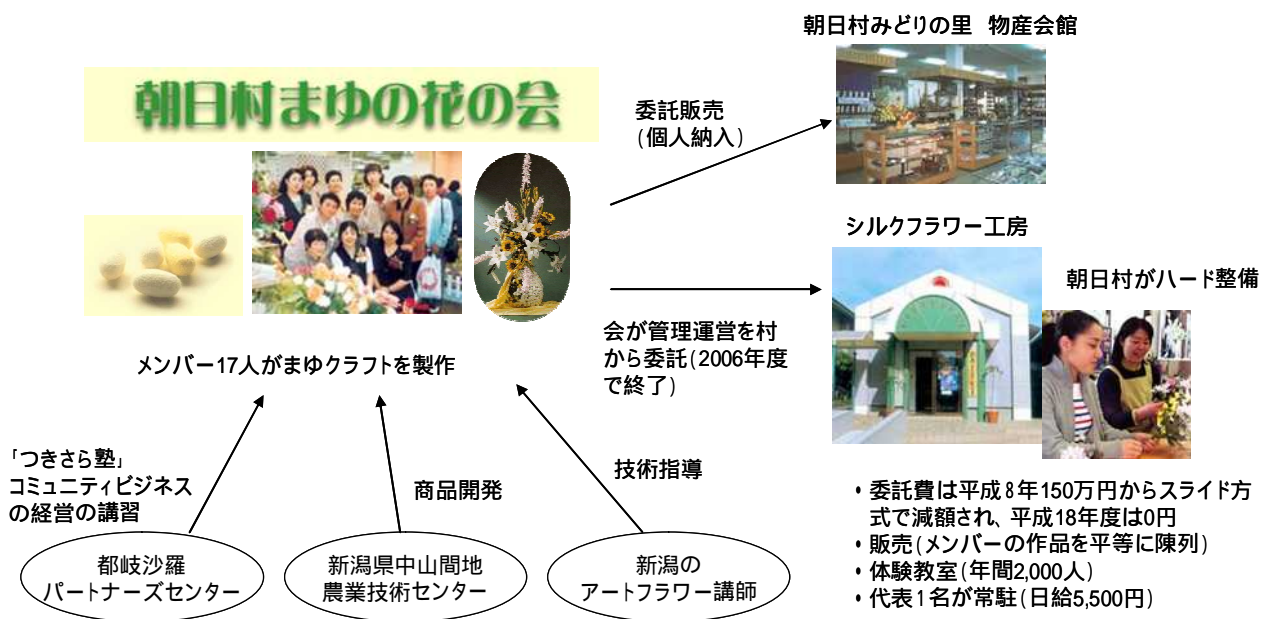 朝日村みどりの里 物産会館
朝日村まゆの花の会
委託販売
(個人納入)
シルクフラワー工房
朝日村がハード整備
会が管理運営を村
から委託(2006年度
で終了)
メンバー17人がまゆクラフトを製作
「つきさら塾」
コミュニティビジネス
の経営の講習
商品開発
技術指導
都岐沙羅
パートナーズセンター
新潟県中山間地
農業技術センター
新潟の
アートフラワー講師
・委託費は平成8年150万円からスライド方
式で減額され、平成18年度は0円
・販売(メンバーの作品を平等に陳列)
・体験教室(年間2,000人)
・代表1名が常駐(日給5,500円)